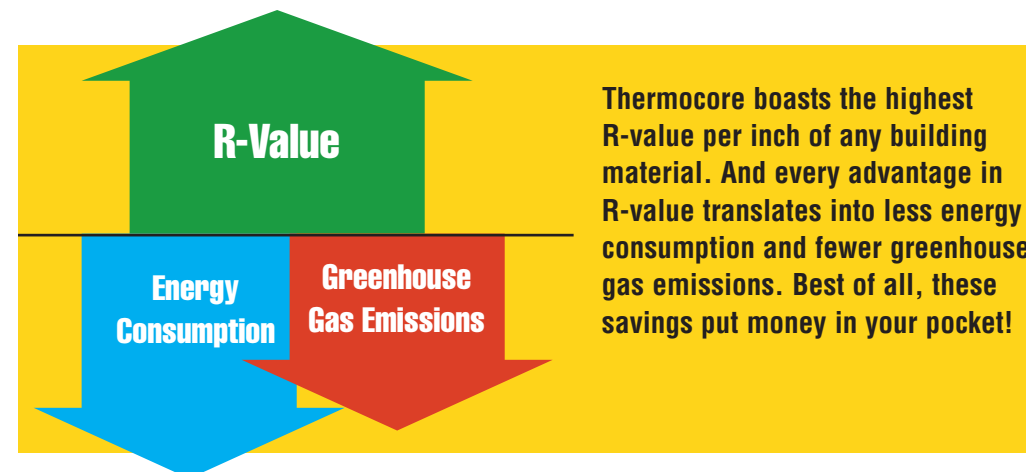 R-Value
Energy
Consumption
Greenhouse
Gas Emissions
Thermocore boasts the highest
R-value per inch of any building
material. And every advantage in
R-value translates into less energy
consumption and fewer greenhouse
gas emissions. Best of all, these
savings put money in your pocket!